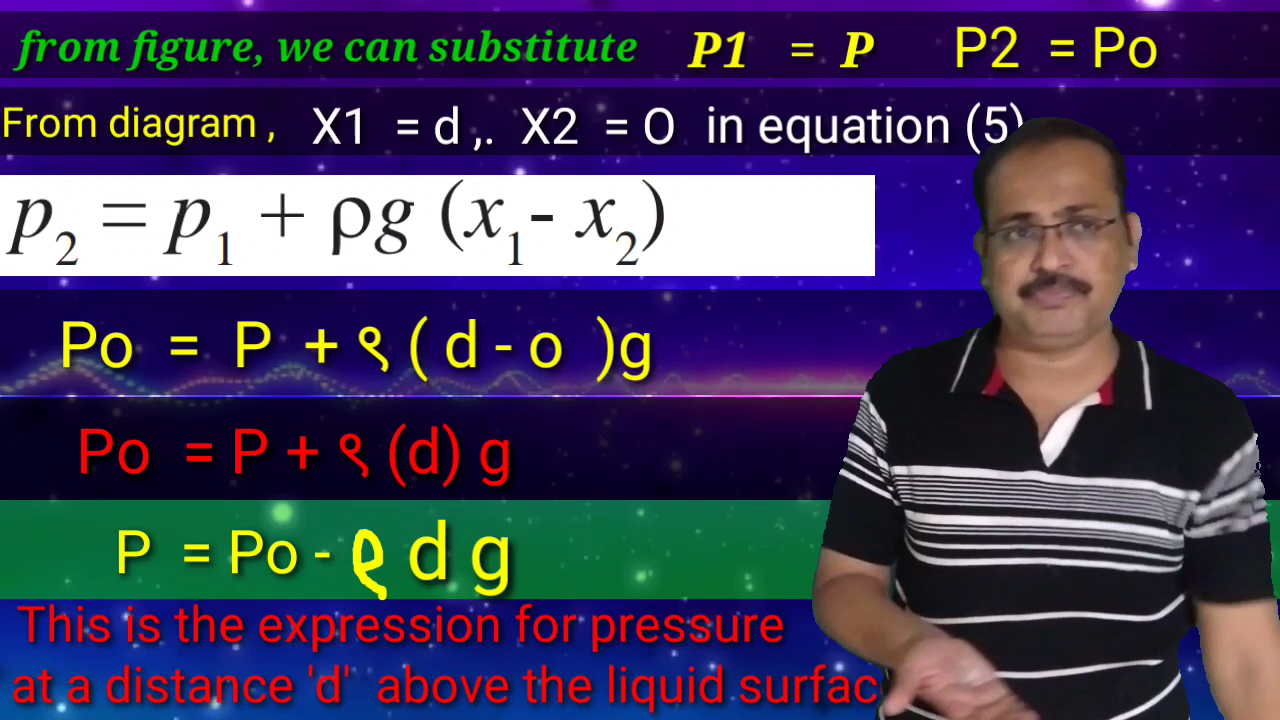 from figure, we can substitute P1 = P P2 = Po
From diagram , X1 = d ,. X2 = O in equation (5)
p₂ = p₁ + ρg (x₁- x₂)
Po = P + ९ ( d - o )g
Po = P + ९ (d) g
P = Po - ρ d g
This is the expression for pressure
at a distance 'd' above the liquid surfac